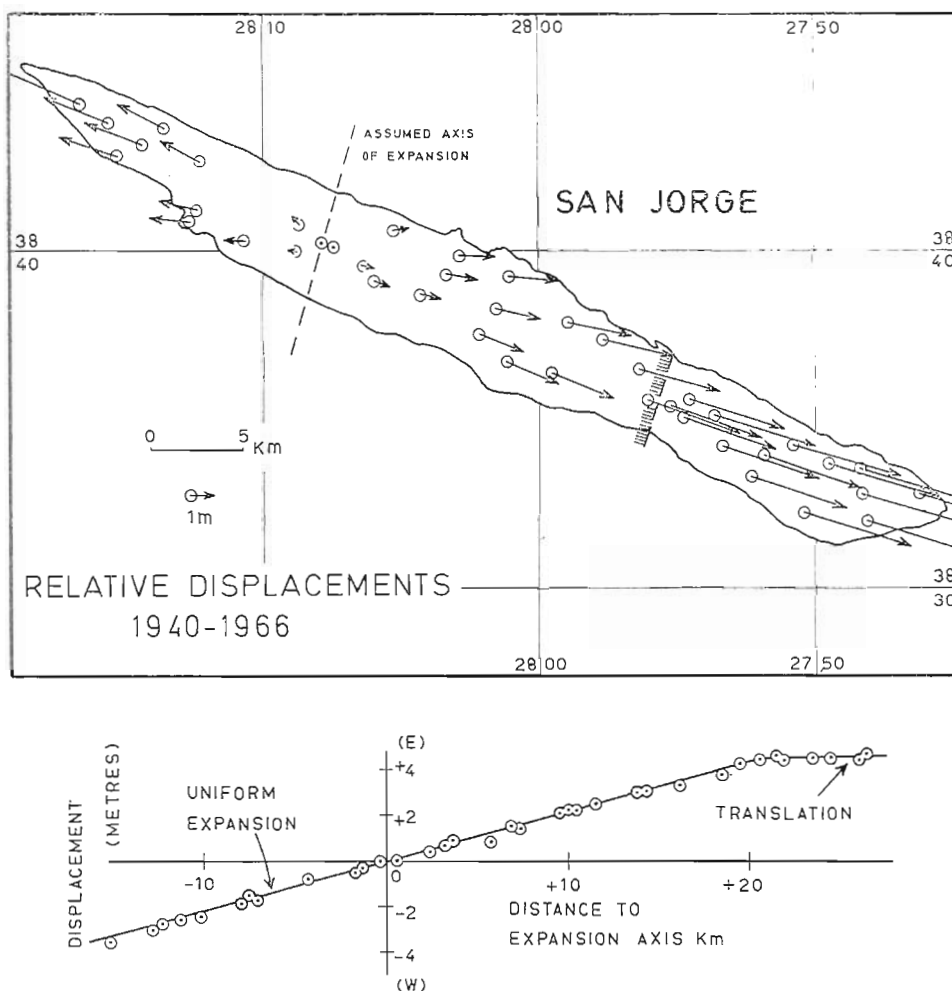 28 10
28 00
27 50
ASSUMED AXIS
OF EXPANSION
SAN JORGE
38
40
38
40
0 5 Km
1m
RELATIVE DISPLACEMENTS
1940-1966
38
30
28 00
27 50
DISPLACEMENT
(METRES)
(E)
+4
+2
UNIFORM
EXPANSION
TRANSLATION
-10
0
+10
+20
-2
-4
(W)
DISTANCE TO
EXPANSION AXIS Km